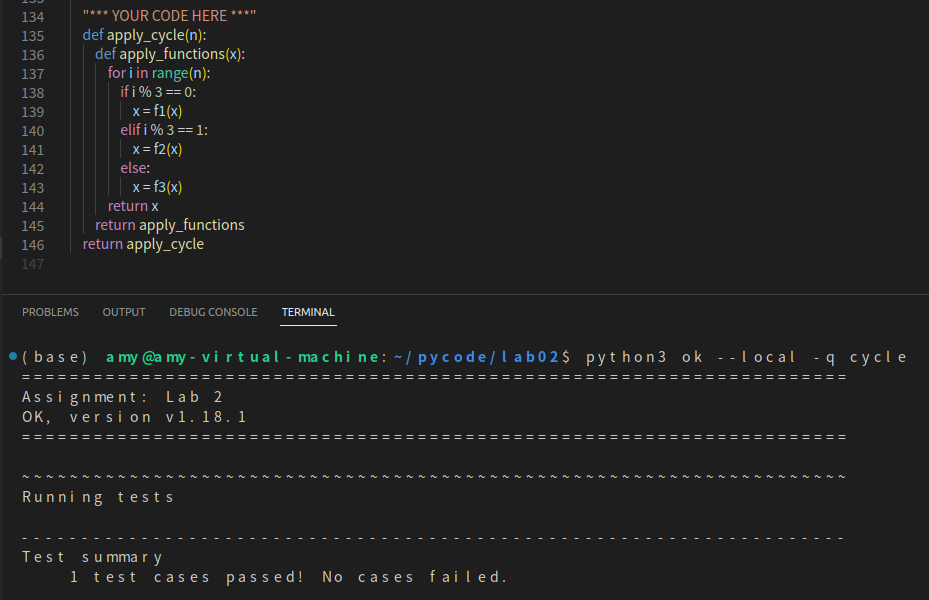 133
134 "*** YOUR CODE HERE ***"
135 def apply_cycle(n):
136 def apply_functions(x):
137 for i in range(n):
138 if i % 3 == 0:
139 x = f1(x)
140 elif i % 3 == 1:
141 x = f2(x)
142 else:
143 x = f3(x)
144 return x
145 return apply_functions
146 return apply_cycle
147
PROBLEMS OUTPUT DEBUG CONSOLE TERMINAL
(base) amy@amy-virtual-machine:~/pycode/lab02$ python3 ok --local -q cycle
=====================================================================
Assignment: Lab 2
OK, version v1.18.1
=====================================================================
~~~~~~~~~~~~~~~~~~~~~~~~~~~~~~~~~~~~~~~~~~~~~~~~~~~~~~~~~~~~~~~~~~~~~
Running tests
---------------------------------------------------------------------
Test summary
1 test cases passed! No cases failed.